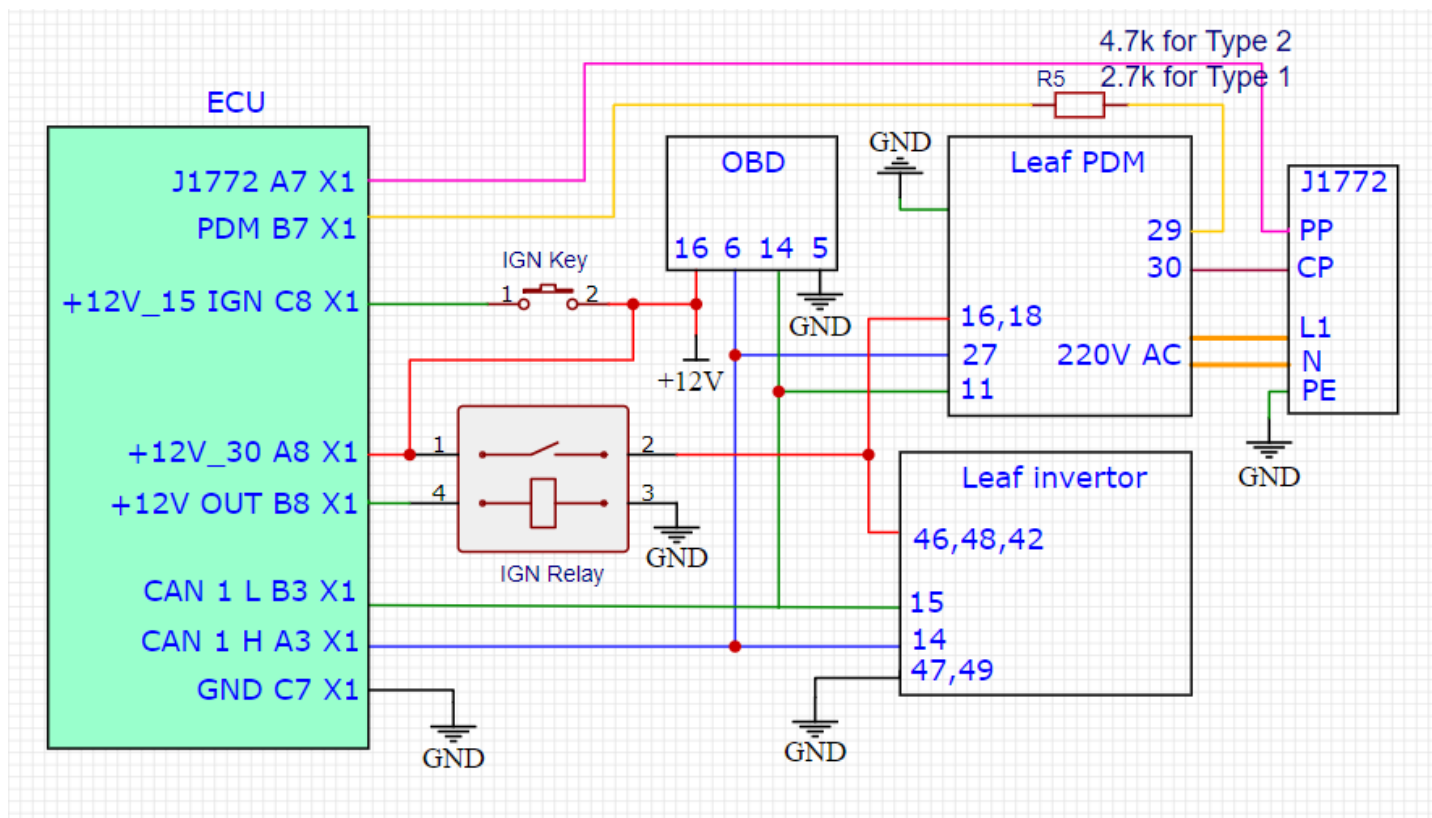 4.7k for Type 2
R5
2.7k for Type 1
ECU
GND
OBD
Leaf PDM
J1772
J1772 A7 X1
PDM B7 X1
16 6 14 5
29
PP
30
CP
IGN Key
+12V_15 IGN C8 X1
1
2
GND
16,18
L1
27
220V AC
N
+12V
11
PE
+12V_30 A8 X1
1
2
GND
Leaf invertor
+12V OUT B8 X1
4
3
GND
46,48,42
IGN Relay
CAN 1 L B3 X1
15
CAN 1 H A3 X1
14
47,49
GND C7 X1
GND
GND